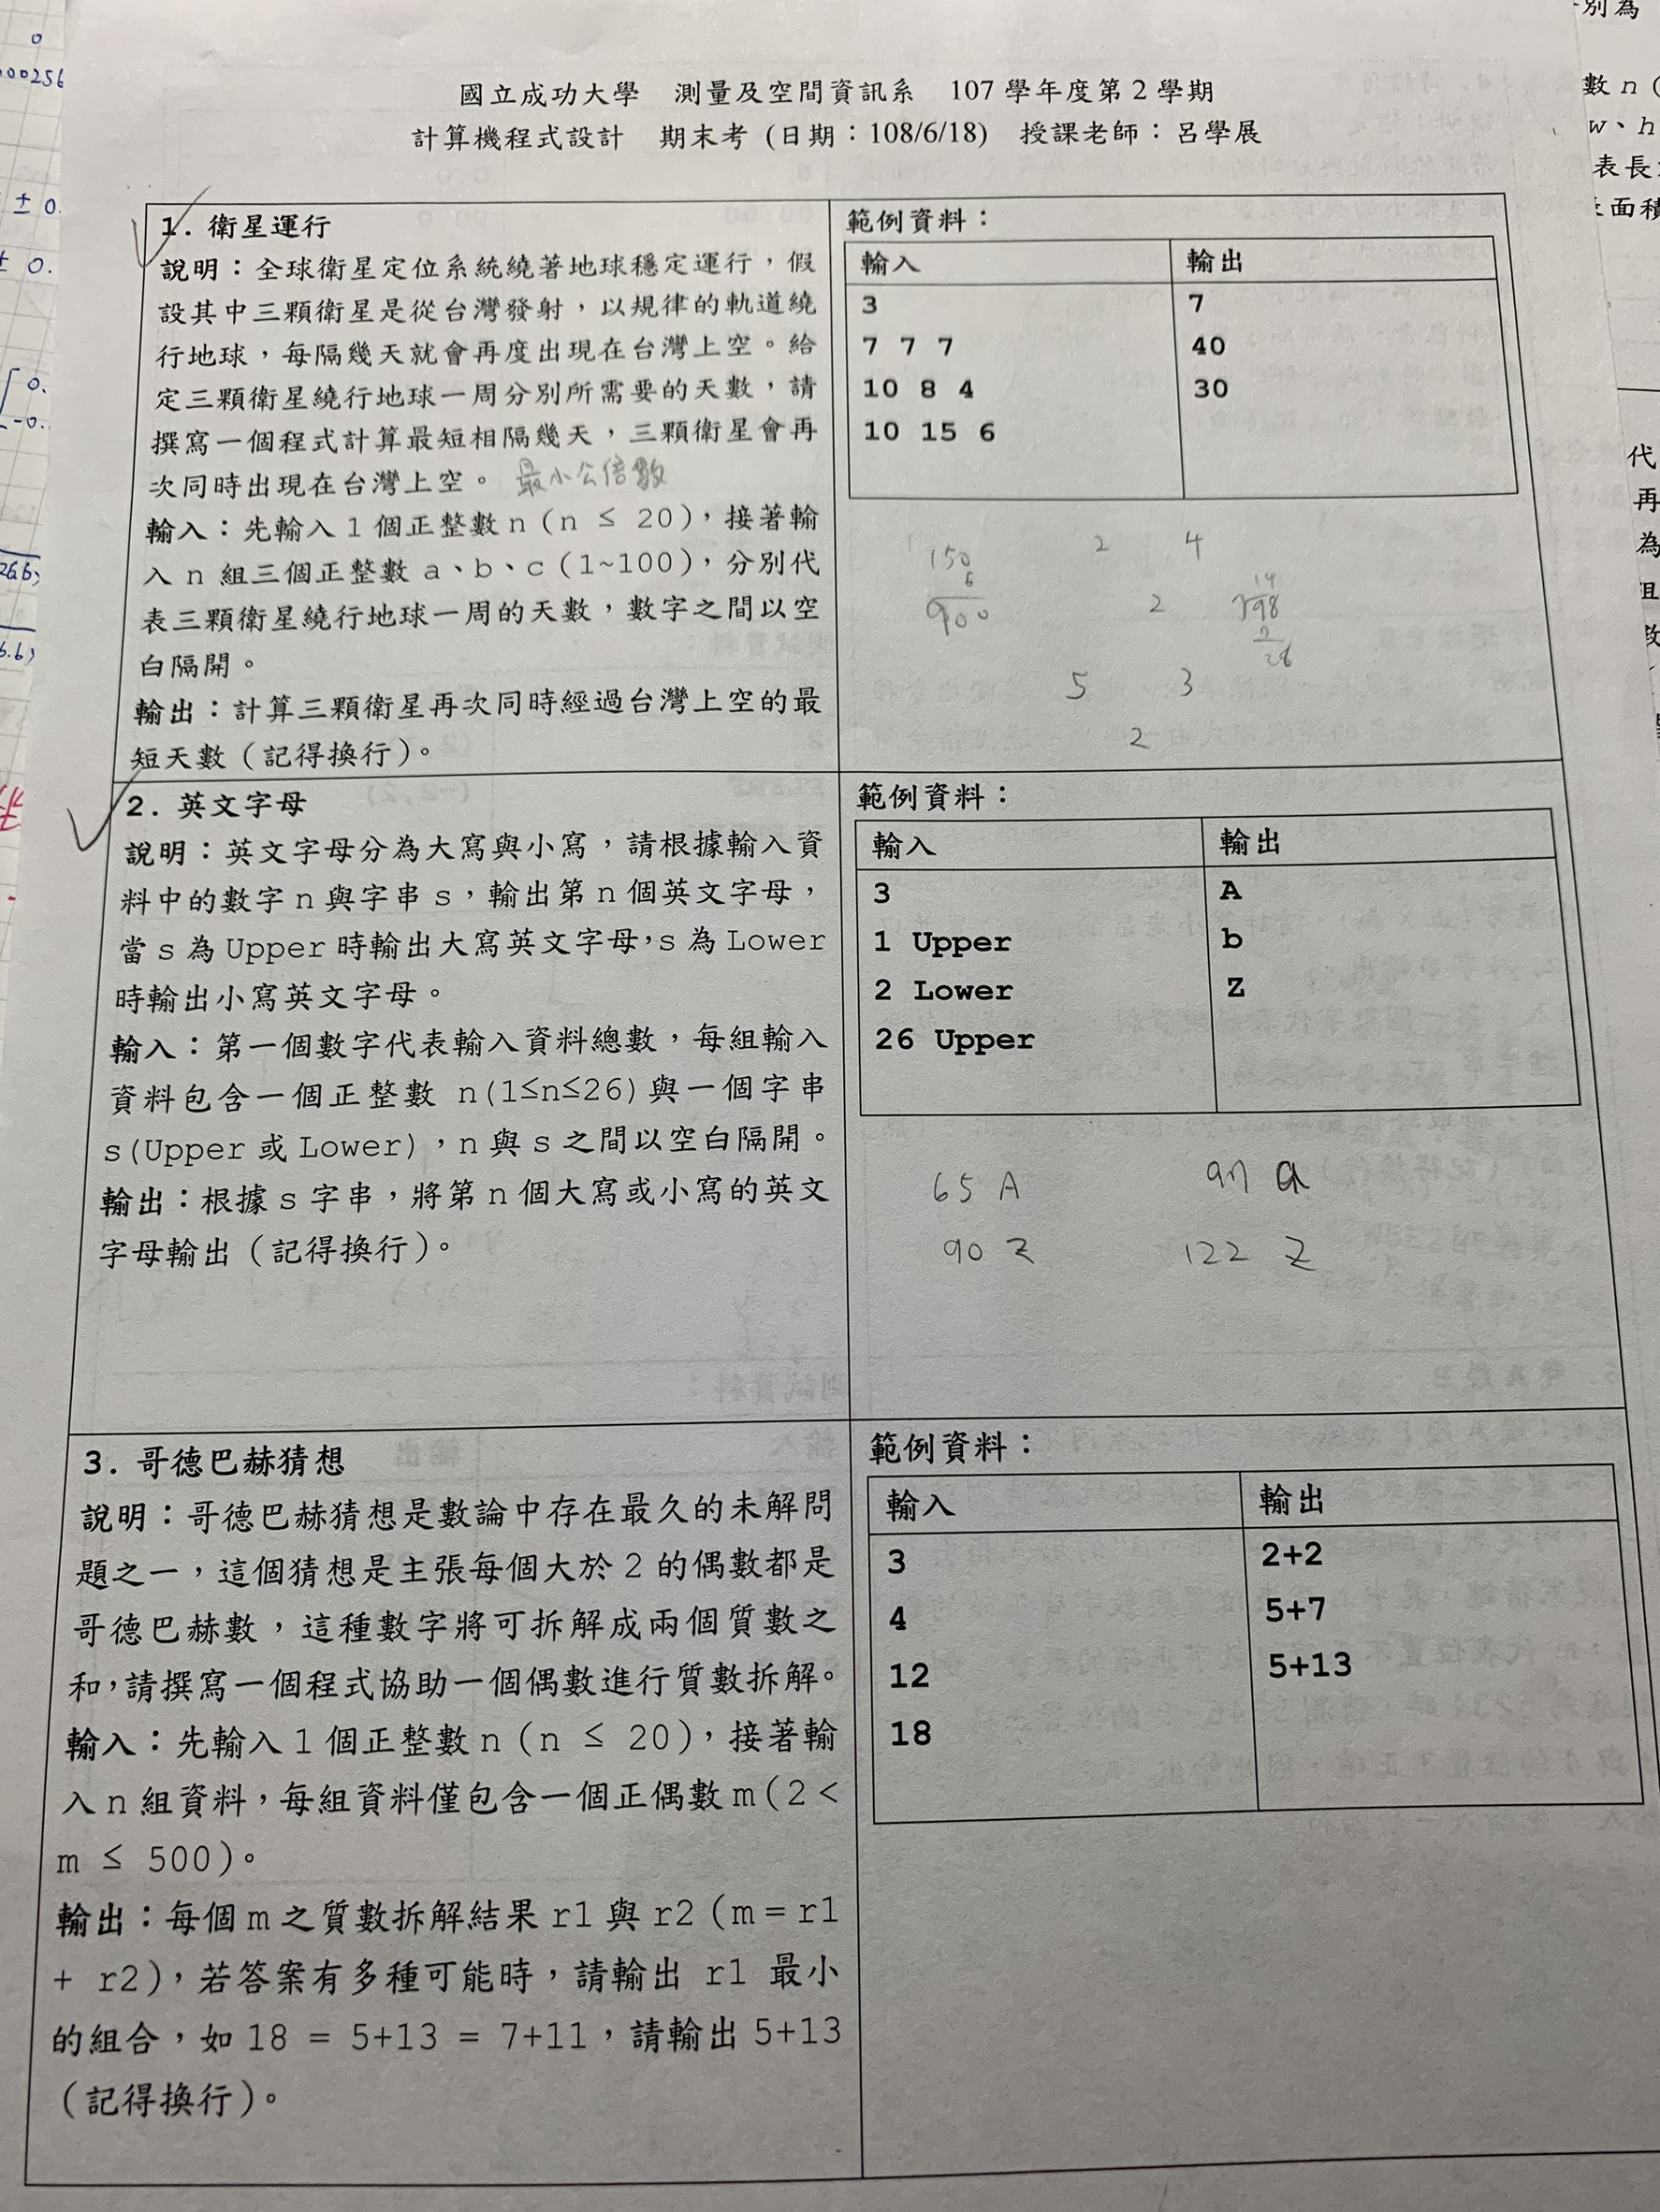 國立成功大學 測量及空間資訊系 107 學年度第 2 學期
計算機程式設計 期末考 (日期：108/6/18) 授課老師：呂學展
1. 衛星運行
說明：全球衛星定位系統繞著地球穩定運行，假
設其中三顆衛星是從台灣發射，以規律的軌道繞
行地球，每隔幾天就會再度出現在台灣上空。給
定三顆衛星繞行地球一周分別所需要的天數，請
撰寫一個程式計算最短相隔幾天，三顆衛星會再
次同時出現在台灣上空。 最小公倍數
輸入：先輸入 1 個正整數 n (n ≤ 20)，接著輸
入 n 組三個正整數 a、b、c (1~100)，分別代
表三顆衛星繞行地球一周的天數，數字之間以空
白隔開。
輸出：計算三顆衛星再次同時經過台灣上空的最
短天數 (記得換行)。
範例資料：
輸入 輸出
3 7
7 7 7 40
10 8 4 30
10 15 6
150 2 4
6
900
2 98
2
28
5 3
2
2. 英文字母
說明：英文字母分為大寫與小寫，請根據輸入資
料中的數字 n 與字串 s，輸出第 n 個英文字母，
當 s 為 Upper 時輸出大寫英文字母，s 為 Lower
時輸出小寫英文字母。
輸入：第一個數字代表輸入資料總數，每組輸入
資料包含一個正整數 n(1≤n≤26)與一個字串
s(Upper 或 Lower)，n 與 s 之間以空白隔開。
輸出：根據 s 字串，將第 n 個大寫或小寫的英文
字母輸出 (記得換行)。
範例資料：
輸入 輸出
3 A
1 Upper b
2 Lower Z
26 Upper
65 A 97 a
90 Z 122 z
3. 哥德巴赫猜想
說明：哥德巴赫猜想是數論中存在最久的未解問
題之一，這個猜想是主張每個大於 2 的偶數都是
哥德巴赫數，這種數字將可拆解成兩個質數之
和，請撰寫一個程式協助一個偶數進行質數拆解。
輸入：先輸入 1 個正整數 n (n ≤ 20)，接著輸
入 n 組資料，每組資料僅包含一個正偶數 m(2 <
m ≤ 500)。
輸出：每個 m 之質數拆解結果 r1 與 r2 (m = r1
+ r2)，若答案有多種可能時，請輸出 r1 最小
的組合，如 18 = 5+13 = 7+11，請輸出 5+13
(記得換行)。
範例資料：
輸入 輸出
3 2+2
4 5+7
12 5+13
18
別為
數 n (
w、h
表長
面積
代
再
為